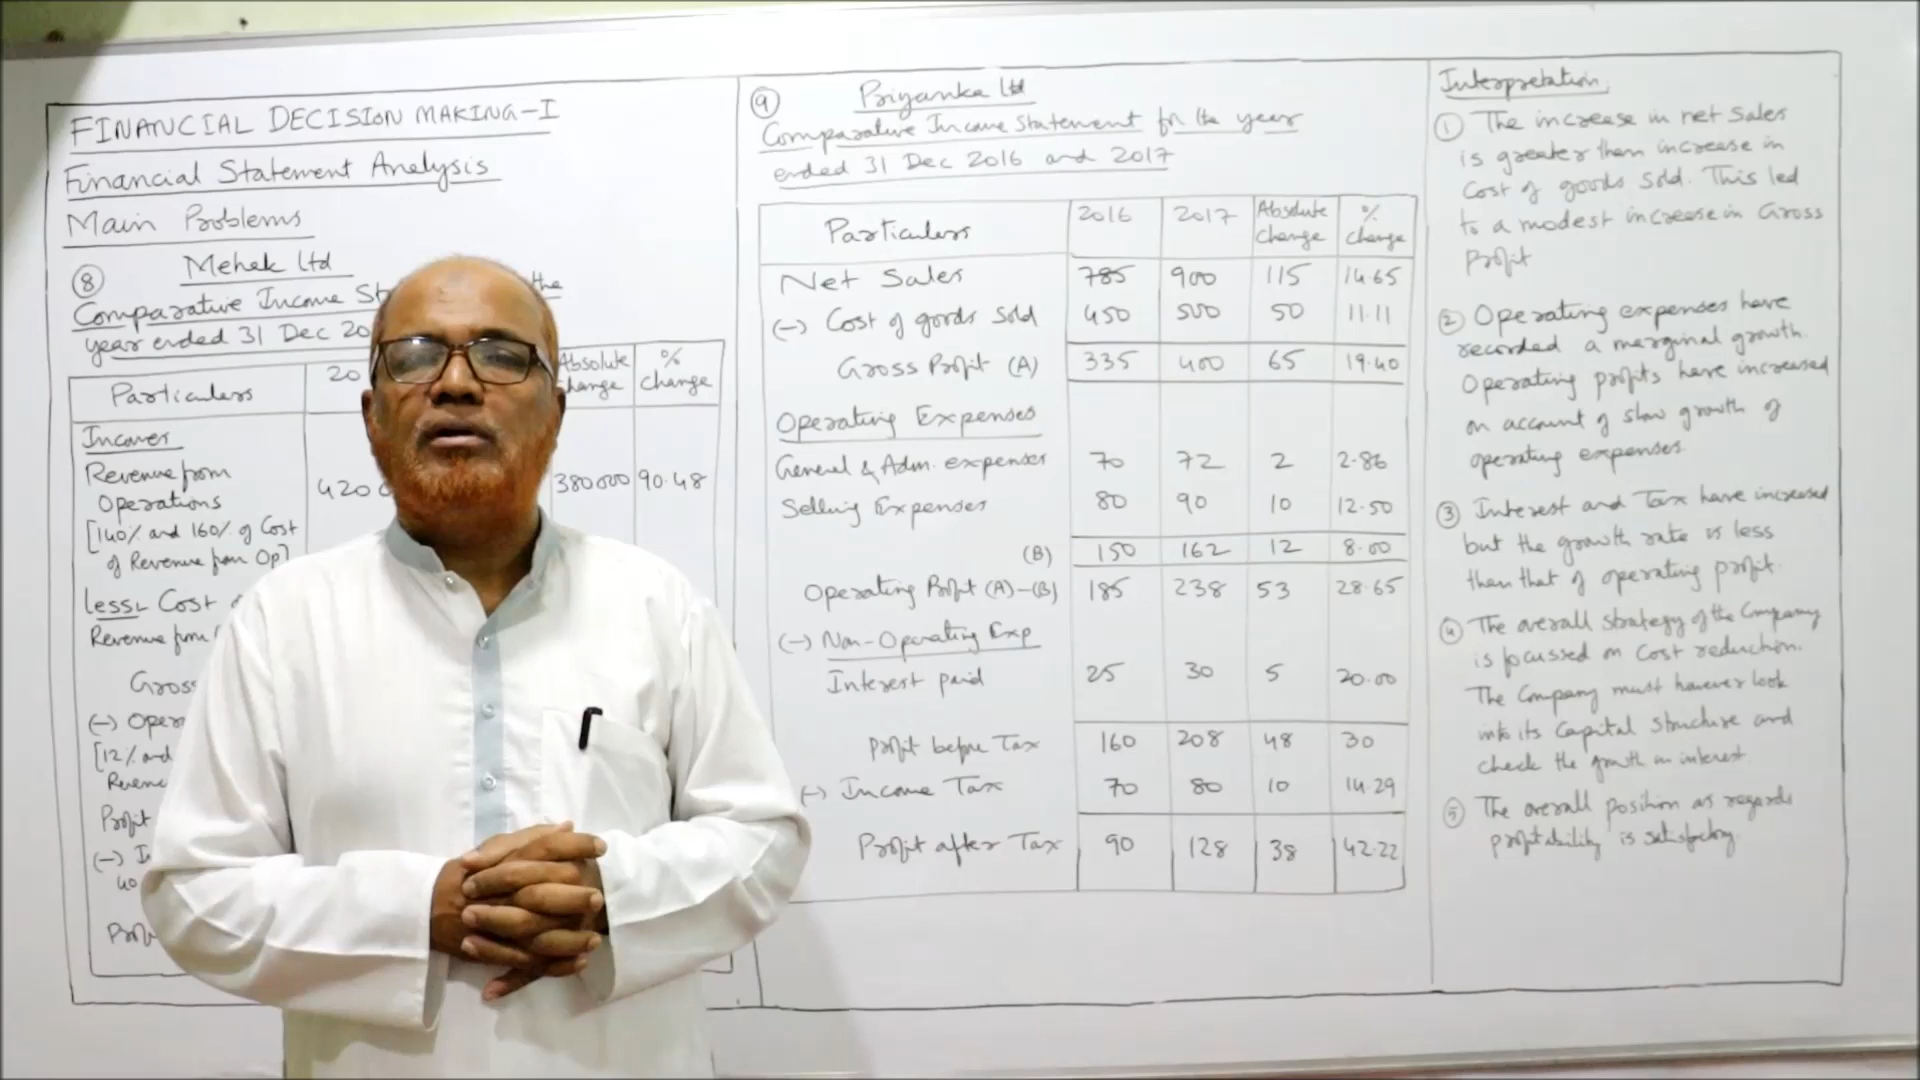 FINANCIAL DECISION MAKING-I
Financial Statement Analysis
Main Problems
8 Mehek Ltd
Comparative Income St the
year ended 31 Dec 20
Particulars 20 Absolute Change % Change
Incomes
Revenue from
Operations 420 380000 90.48
[140% and 160% of Cost
of Revenue from Op]
Less Cost
Revenue from
Gross
(-) Oper
[12% and
Revenue
Profit
(-) I
40
Prof
9 Priyanka Ltd
Comparative Income Statement for the year
ended 31 Dec 2016 and 2017
Particulars 2016 2017 Absolute Change % Change
Net Sales 785 900 115 14.65
(-) Cost of goods Sold 450 500 50 11.11
Gross Profit (A) 335 400 65 19.40
Operating Expenses
General & Adm. expenses 70 72 2 2.86
Selling Expenses 80 90 10 12.50
(B) 150 162 12 8.00
Operating Profit (A)-(B) 185 238 53 28.65
(-) Non-Operating Exp
Interest paid 25 30 5 20.00
Profit before Tax 160 208 48 30
(-) Income Tax 70 80 10 14.29
Profit after Tax 90 128 38 42.22
Interpretation,
1 The increase in net Sales
is greater than increase in
Cost of goods Sold. This led
to a modest increase in Gross
Profit
2 Operating expenses have
recorded a marginal growth.
Operating profits have increased
on account of slow growth of
operating expenses.
3 Interest and Tax have increased
but the growth rate is less
than that of operating profit.
4 The overall strategy of the Company
is focussed on Cost reduction.
The Company must however look
into its Capital Structure and
check the growth in interest
5 The overall position as regards
profitability is satisfactory.